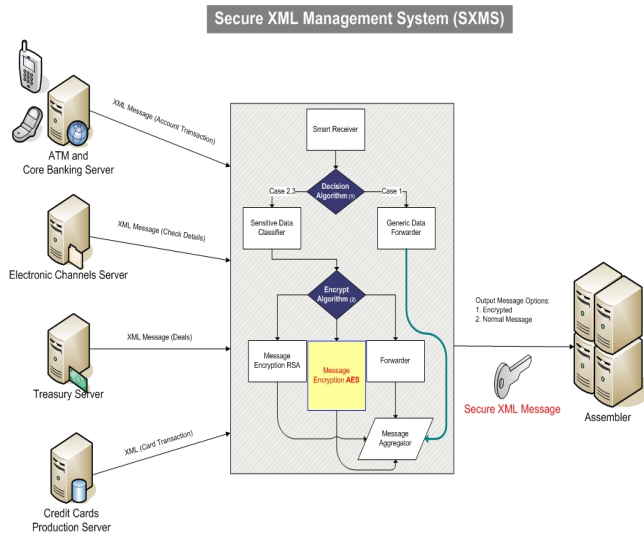 Secure XML Management System (SXMS)
XML Message (Account Transaction)
ATM and
Core Banking Server
XML Message (Check Details)
Electronic Channels Server
XML Message (Deals)
Treasury Server
XML (Card Transaction)
Credit Cards
Production Server
Smart Receiver
Decision
Algorithm (1)
Case 2,3
Case 1
Sensitive Data
Classifier
Generic Data
Forwarder
Encrypt
Algorithm (2)
Message
Encryption RSA
Message
Encryption AES
Forwarder
Message
Aggregator
Output Message Options:
1. Encrypted
2. Normal Message
Secure XML Message
Assembler